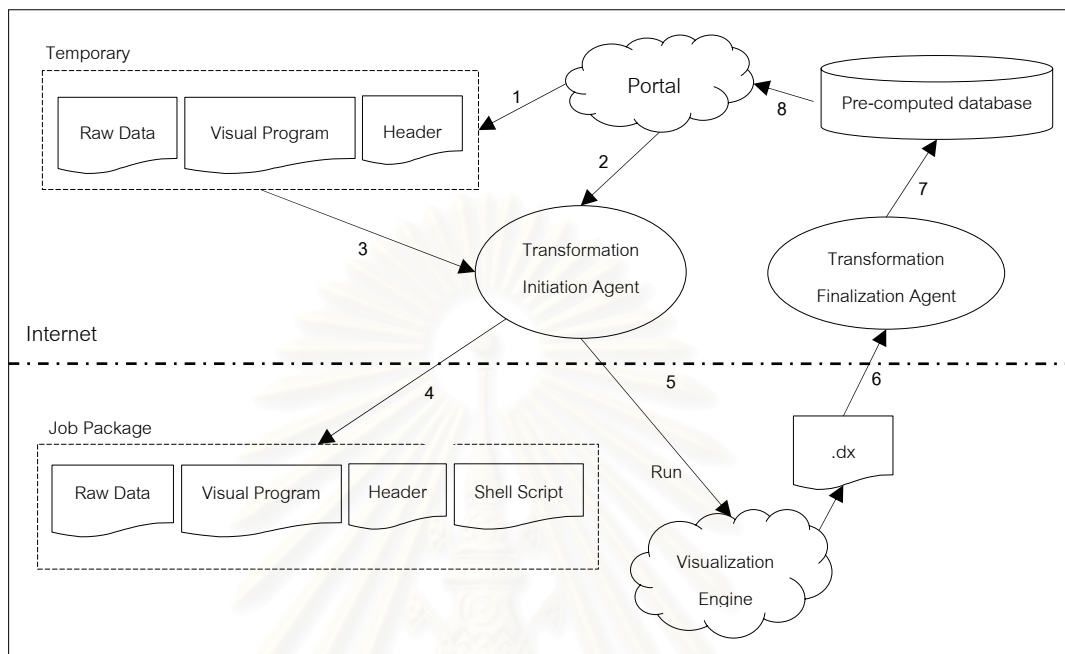 Temporary
Raw Data
Visual Program
Header
1
Portal
Pre-computed database
8
2
7
3
Transformation
Initiation Agent
Transformation
Finalization Agent
Internet
4
5
6
Job Package
Raw Data
Visual Program
Header
Shell Script
Run
.dx
Visualization
Engine